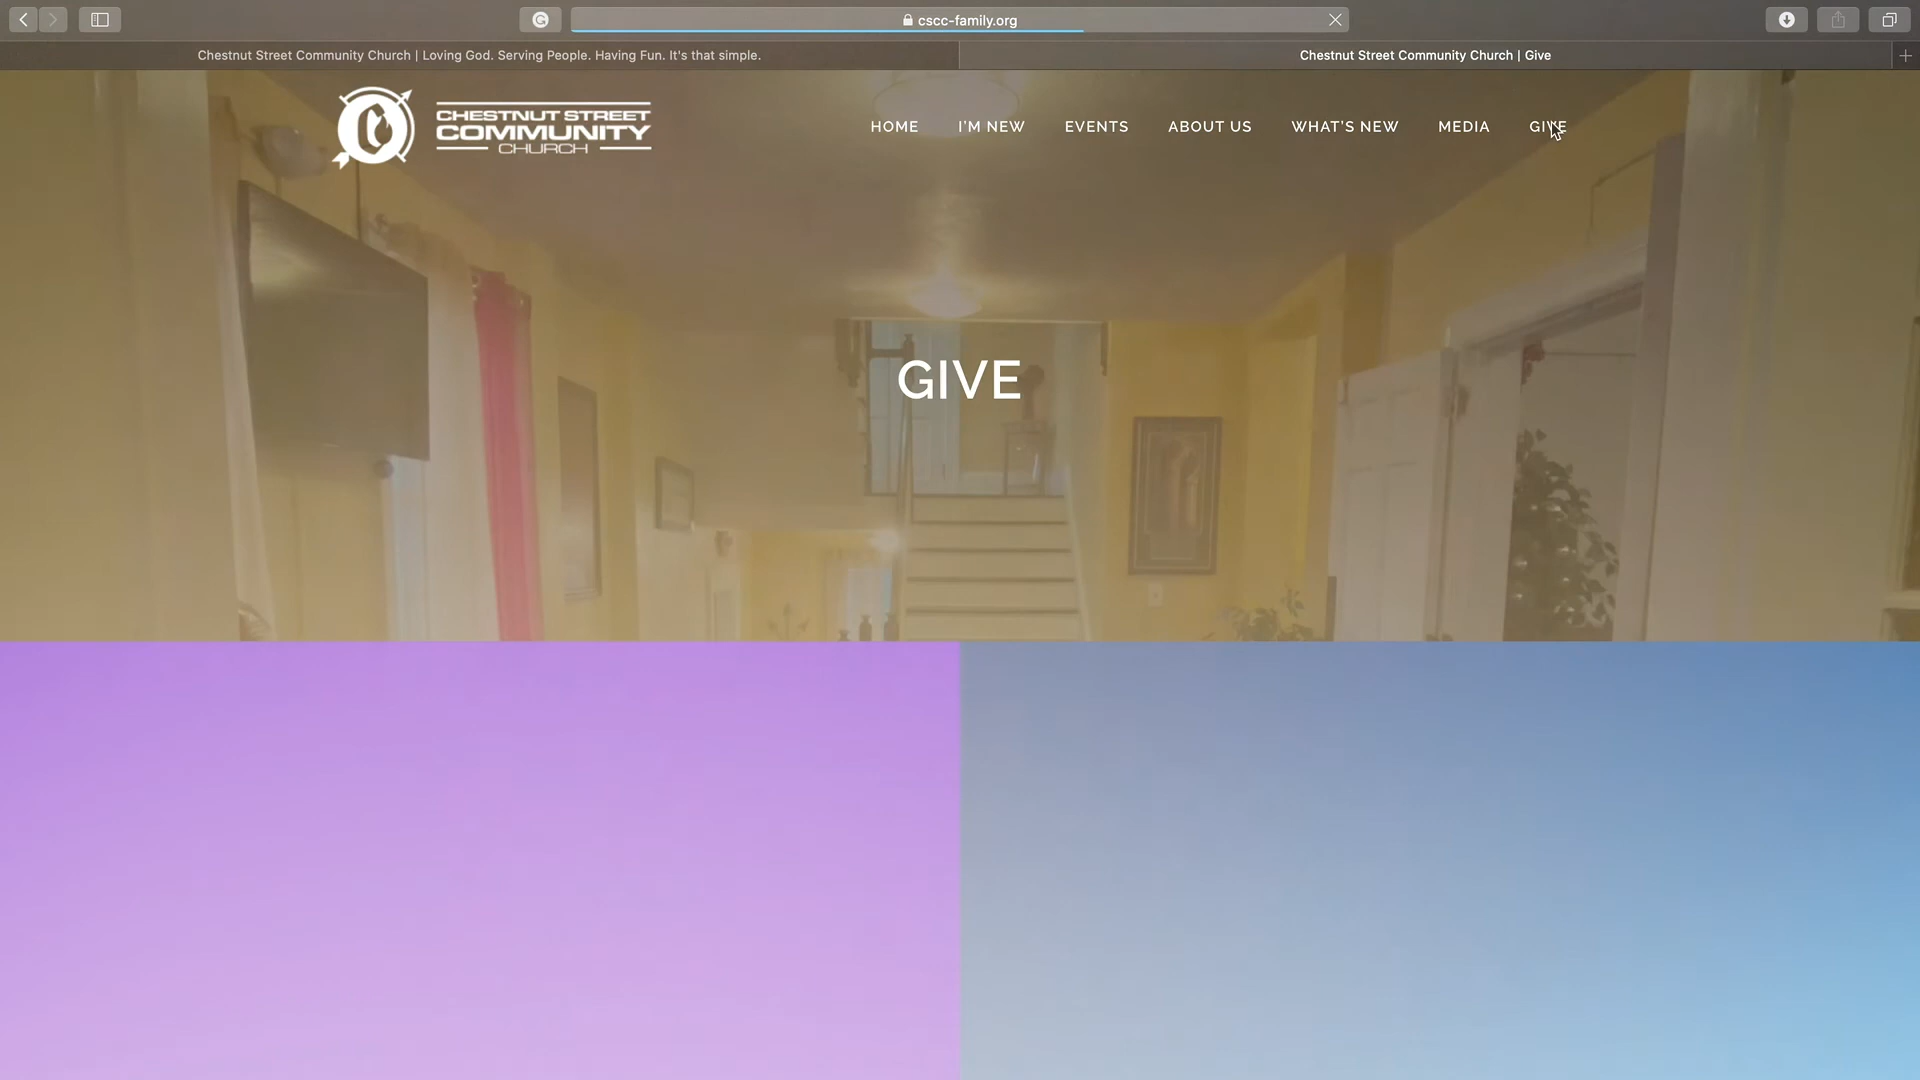 cscc-family.org
Chestnut Street Community Church | Loving God. Serving People. Having Fun. It's that simple.
Chestnut Street Community Church | Give
CHESTNUT STREET
COMMUNITY
CHURCH
HOME
I'M NEW
EVENTS
ABOUT US
WHAT'S NEW
MEDIA
GIVE
GIVE